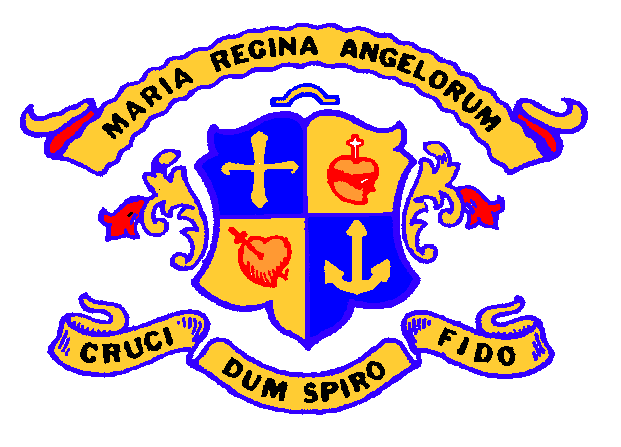 MARIA REGINA ANGELORUM
CRUCI DUM SPIRO FIDO